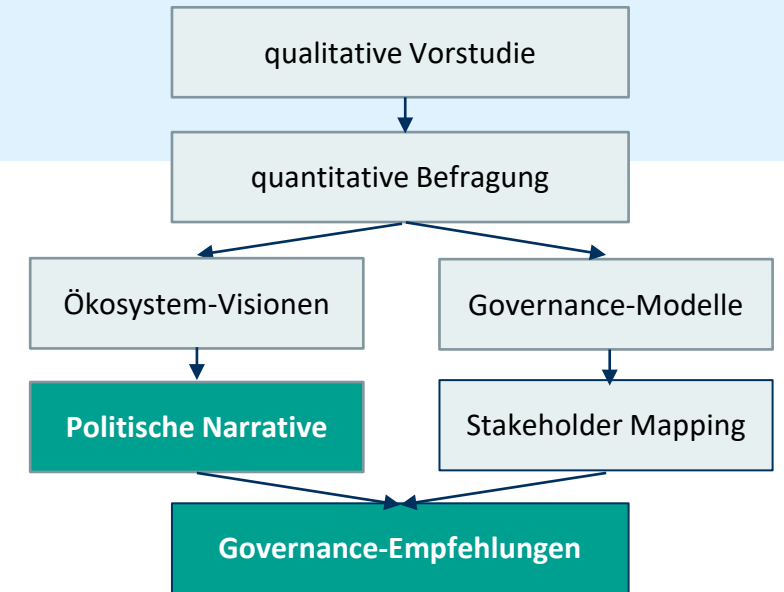 qualitative Vorstudie
quantitative Befragung
Ökosystem-Visionen
Governance-Modelle
Politische Narrative
Stakeholder Mapping
Governance-Empfehlungen